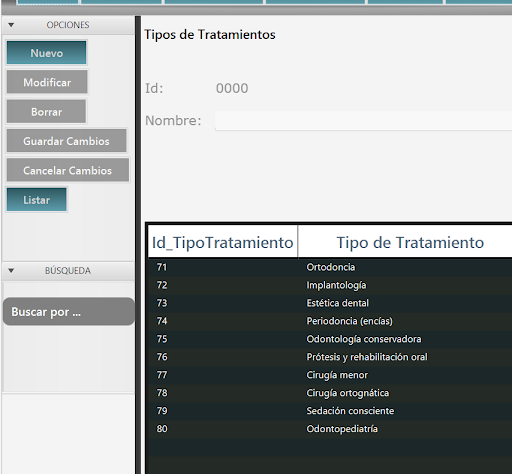 OPCIONES
Nuevo
Modificar
Borrar
Guardar Cambios
Cancelar Cambios
Listar
BÚSQUEDA
Buscar por ...
Tipos de Tratamientos
Id: 0000
Nombre:
Id_TipoTratamiento Tipo de Tratamiento
71 Ortodoncia
72 Implantología
73 Estética dental
74 Periodoncia (encías)
75 Odontología conservadora
76 Prótesis y rehabilitación oral
77 Cirugía menor
78 Cirugía ortognática
79 Sedación consciente
80 Odontopediatría